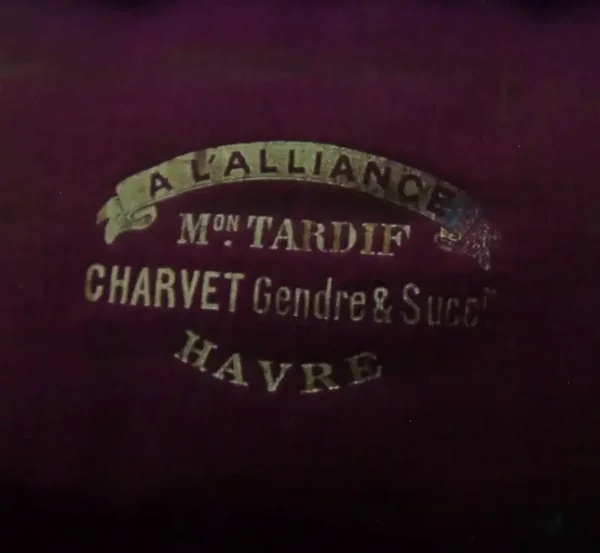 A L'ALLIANCE
MON. TARDIF
CHARVET Gendre & Succr
HAVRE